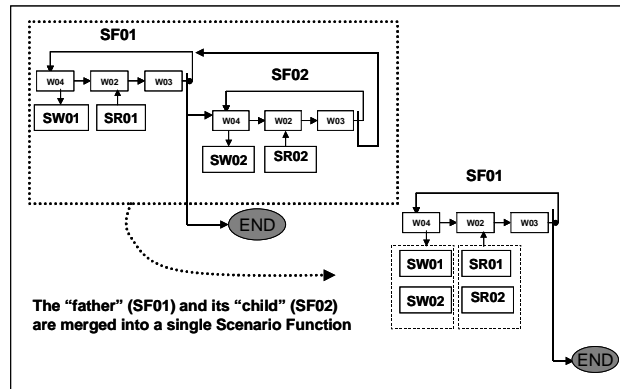 SF01
W04 W02 W03
SW01 SR01
SF02
W04 W02 W03
SW02 SR02
END
SF01
W04 W02 W03
SW01 SR01
SW02 SR02
END
The “father” (SF01) and its “child” (SF02)
are merged into a single Scenario Function